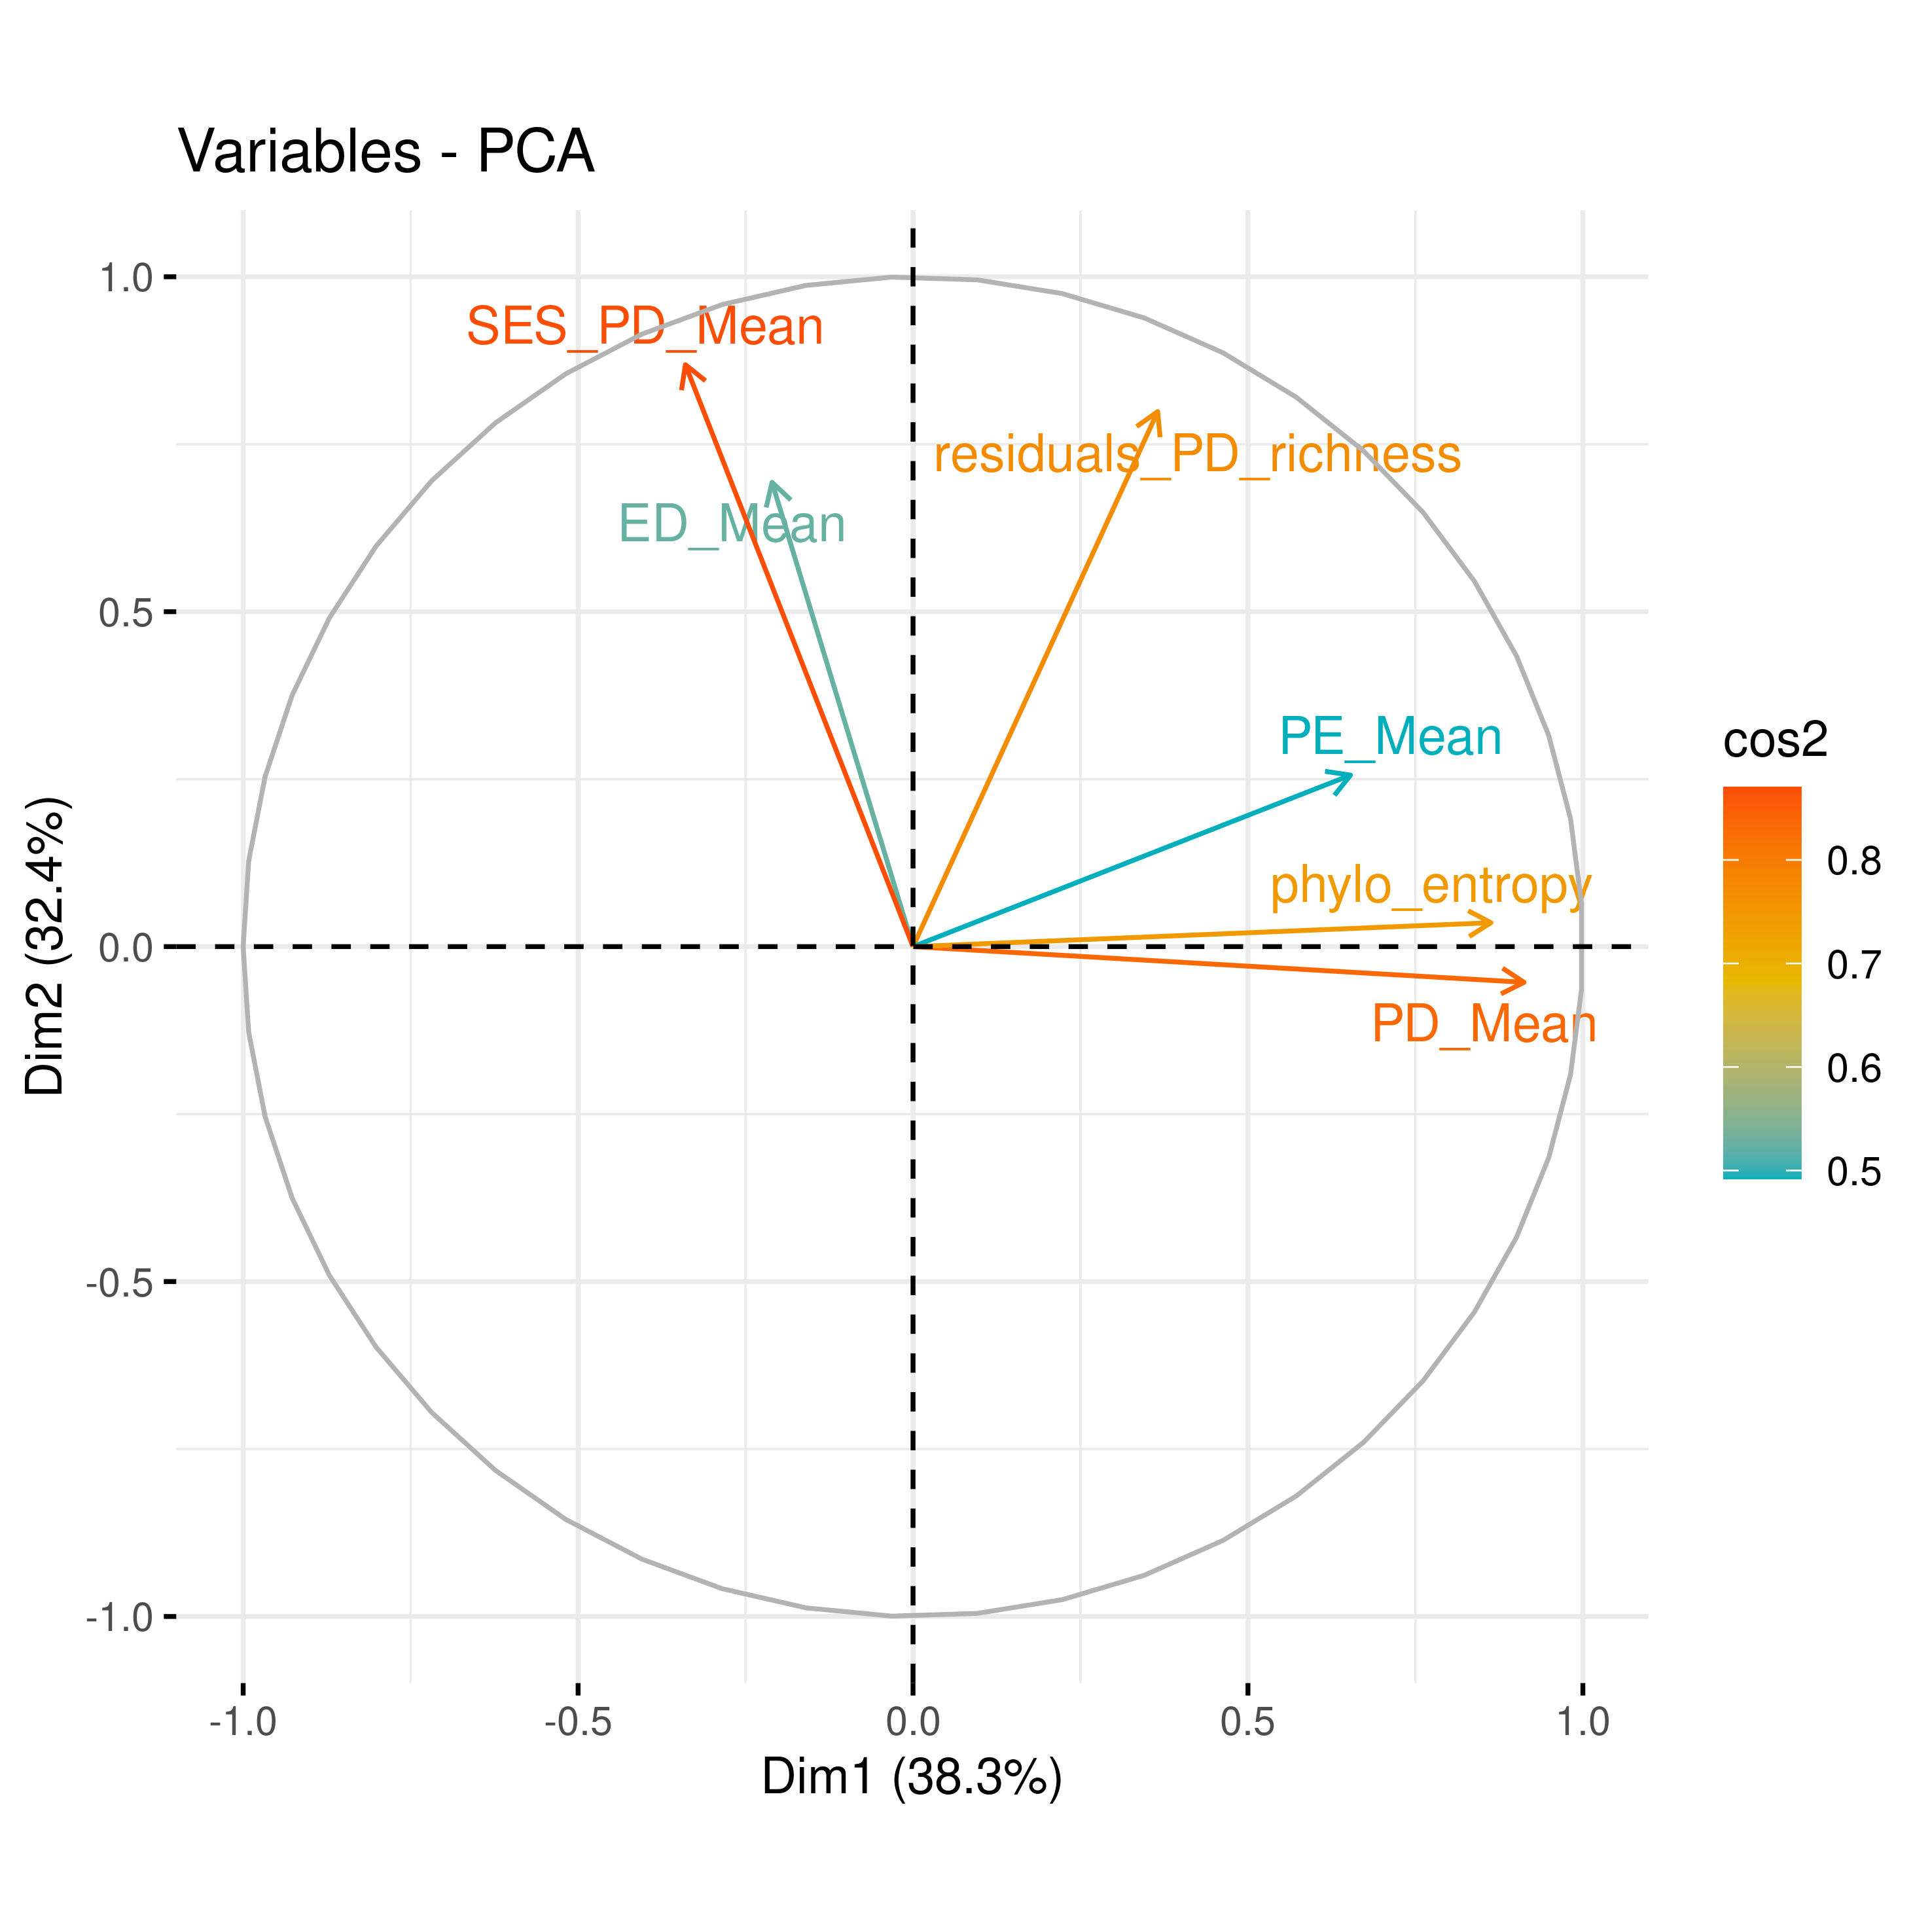 Variables - PCA
1.0
0.5
0.0
-0.5
-1.0
Dim2 (32.4%)
SES_PD_Mean
residuals_PD_richness
ED_Mean
PE_Mean
phylo_entropy
PD_Mean
cos2
0.8
0.7
0.6
0.5
-1.0 -0.5 0.0 0.5 1.0
Dim1 (38.3%)